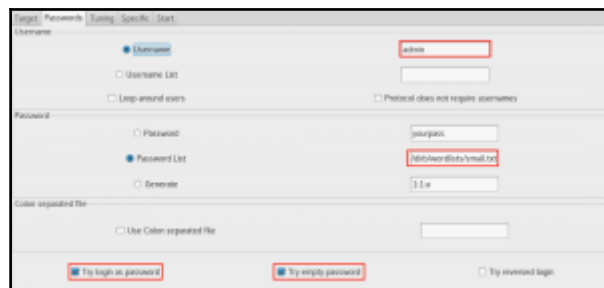 Target Passwords Tuning Specific Start
Username
Username admin
Username List
Loop around users Protocol does not require usernames
Password
Password yourpass
Password List /dirb/wordlists/small.txt
Generate 1:1:a
Colon separated file
Use Colon separated file
Try login as password Try empty password Try reversed login